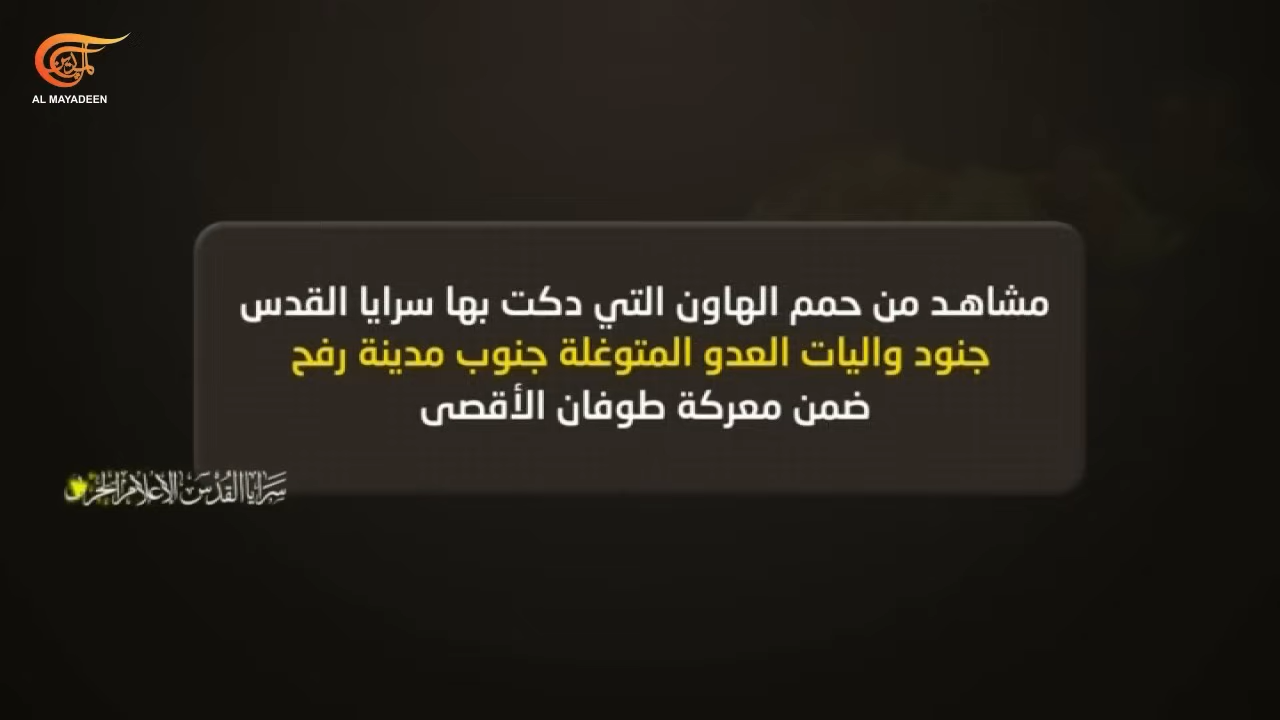 الميادين
AL MAYADEEN
مشاهد من حمم الهاون التي دكت بها سرايا القدس
جنود واليات العدو المتوغلة جنوب مدينة رفح
ضمن معركة طوفان الأقصى
سرايا القدس الإعلام الحربي